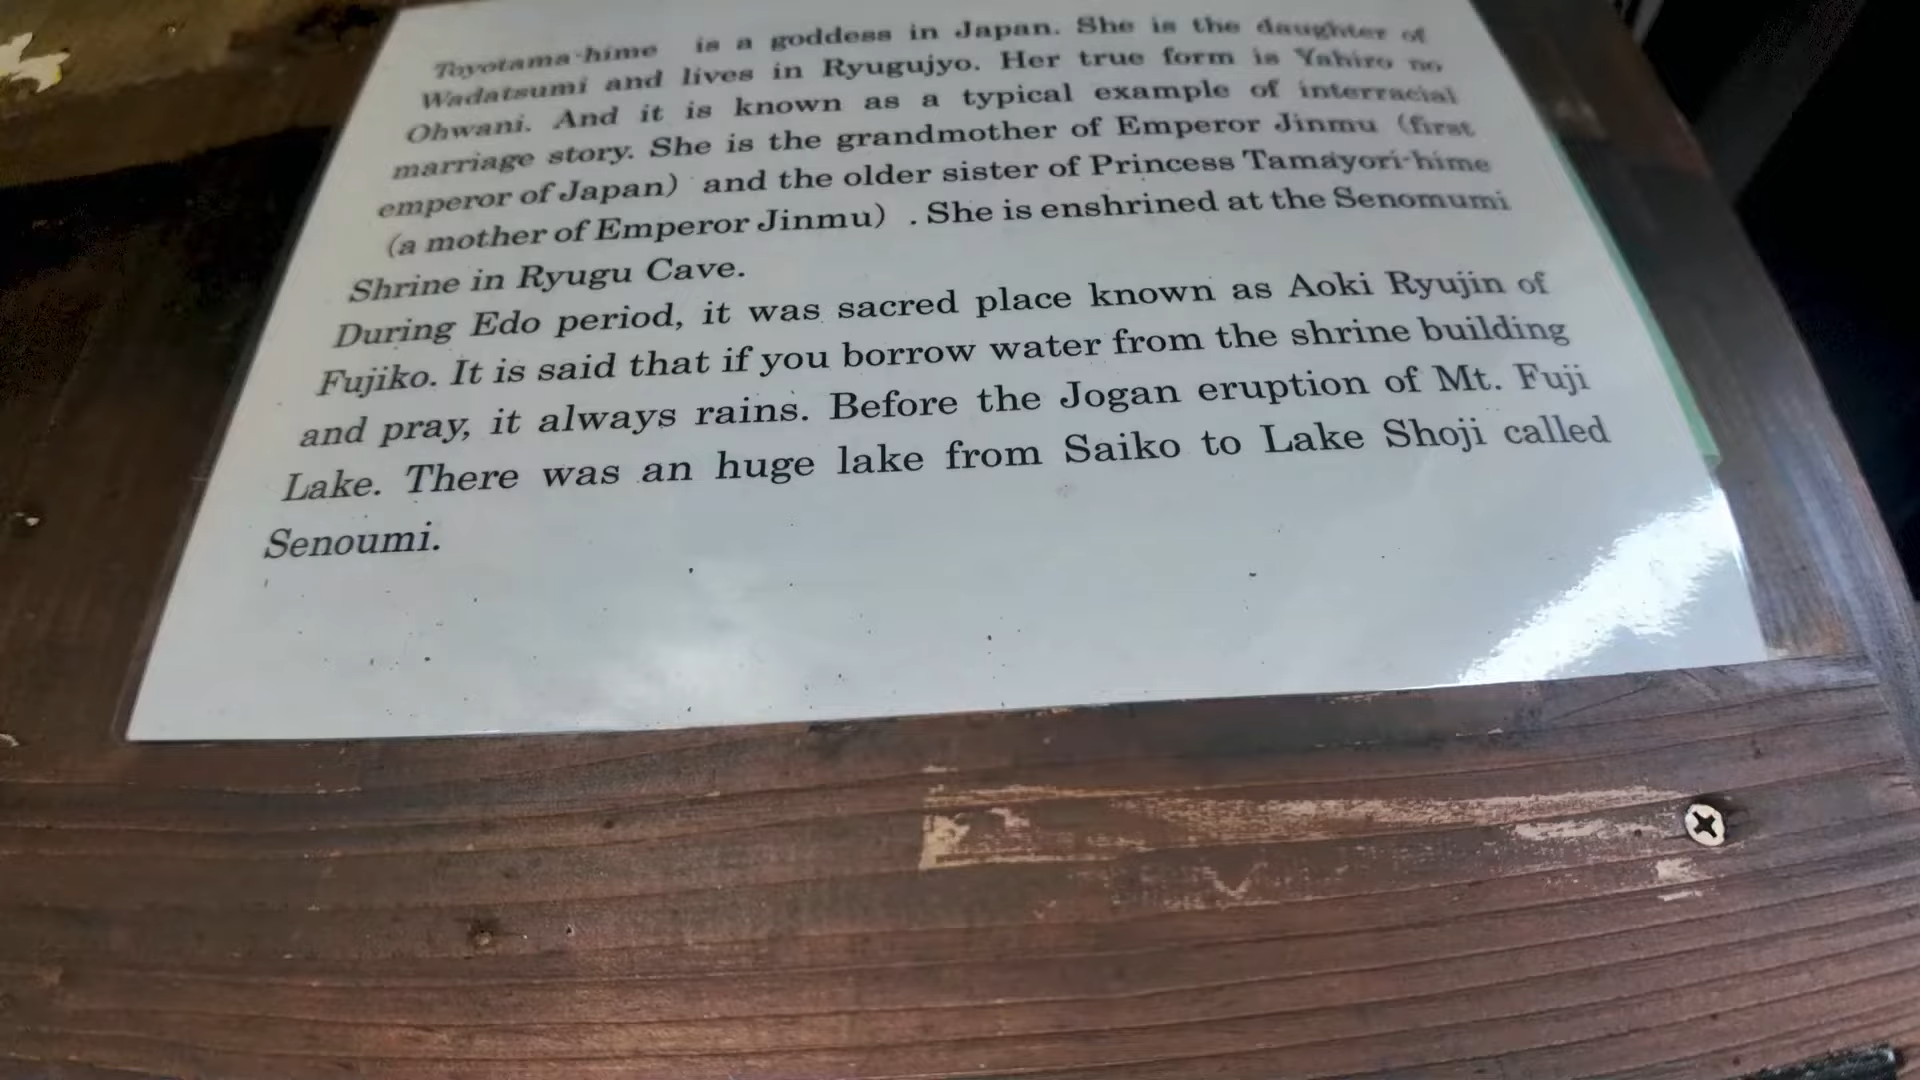 Toyotama-hime is a goddess in Japan. She is the daughter of
Wadatsumi and lives in Ryugujyo. Her true form is Yahiro no
Ohwani. And it is known as a typical example of interracial
marriage story. She is the grandmother of Emperor Jinmu (first
emperor of Japan) and the older sister of Princess Tamayori-hime
(a mother of Emperor Jinmu) . She is enshrined at the Senomumi
Shrine in Ryugu Cave.
During Edo period, it was sacred place known as Aoki Ryujin of
Fujiko. It is said that if you borrow water from the shrine building
and pray, it always rains. Before the Jogan eruption of Mt. Fuji
Lake. There was an huge lake from Saiko to Lake Shoji called
Senoumi.